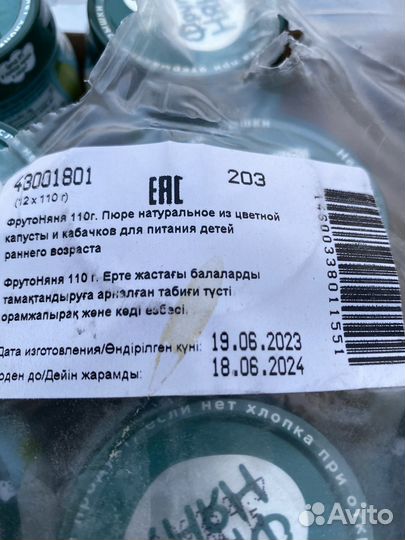 43001801
(12 x 110 г)
EAC
203
ФрутоНяня 110г. Пюре натуральное из цветной
капусты и кабачков для питания детей
раннего возраста
ФрутоНяня 110 г. Ерте жастағы балаларды
тамақтандыруға арналған табиғи түсті
орамжапырақ және кәді езбесі.
Дата изготовления/Өндірілген күні: 19.06.2023
оден до/Дейін жарамды: 18.06.2024
если нет хлопка при
Avito